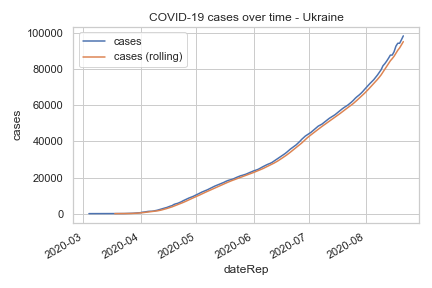 COVID-19 cases over time - Ukraine
cases
cases (rolling)
100000
80000
60000
40000
20000
0
cases
2020-03
2020-04
2020-05
2020-06
2020-07
2020-08
dateRep